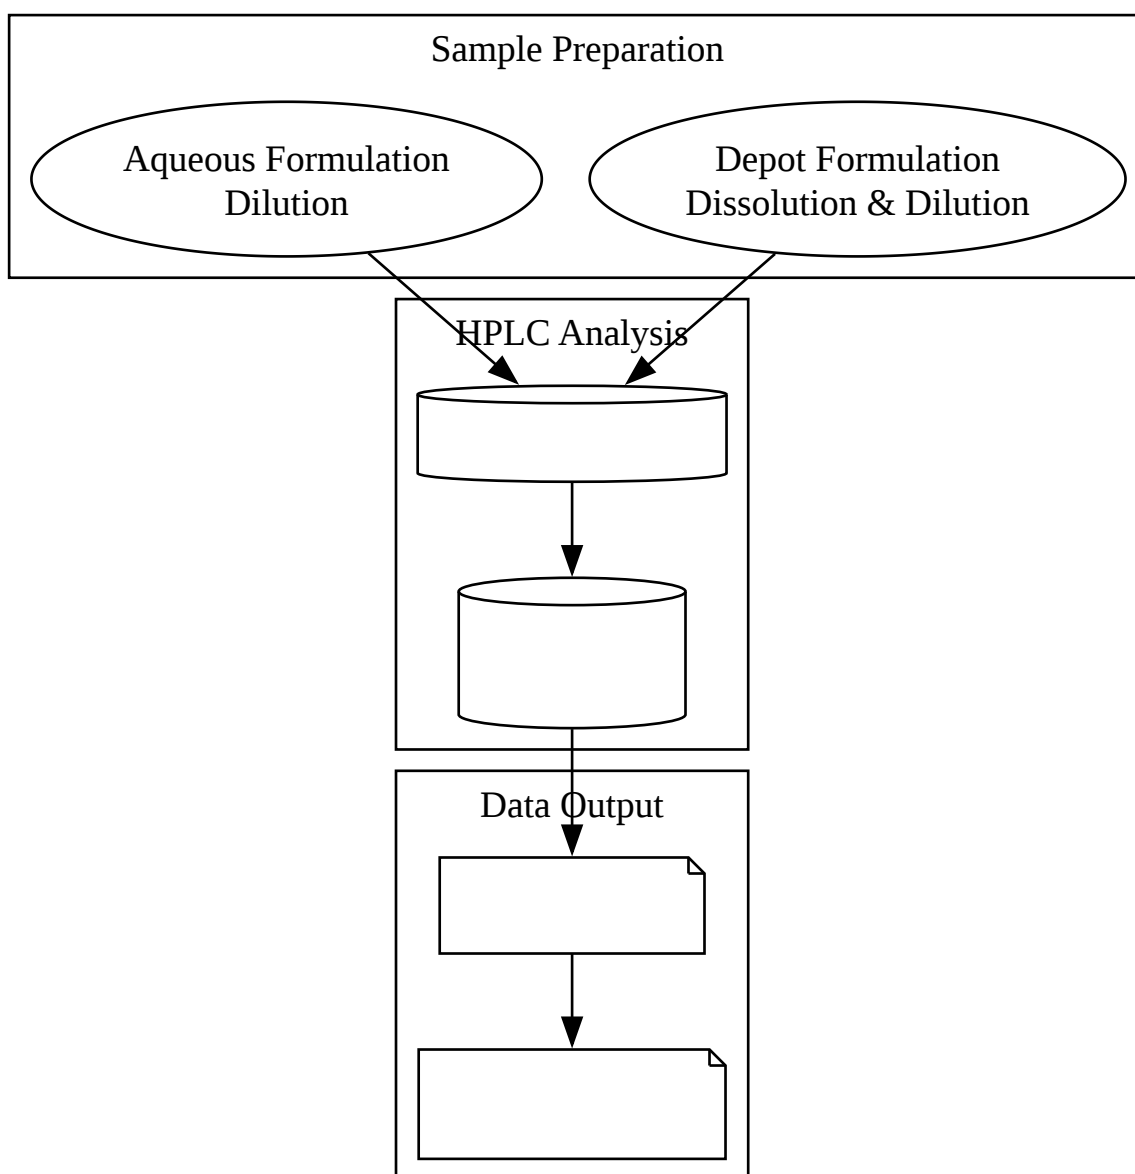 Sample Preparation
Aqueous Formulation
Dilution
Depot Formulation
Dissolution & Dilution
HPLC Analysis
Data Output